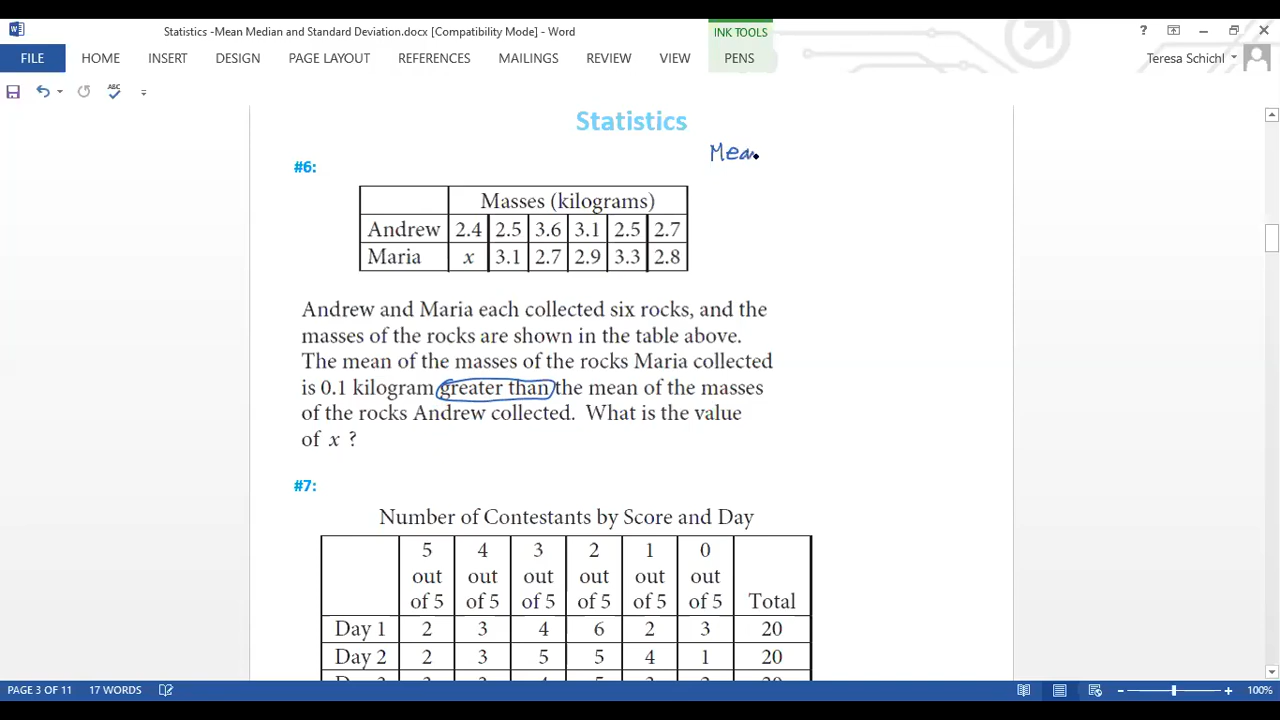 Statistics -Mean Median and Standard Deviation.docx [Compatibility Mode] - Word
INK TOOLS
?
FILE HOME INSERT DESIGN PAGE LAYOUT REFERENCES MAILINGS REVIEW VIEW PENS
Teresa Schichl
ABC
Statistics
Mean
#6:
Masses (kilograms)
Andrew 2.4 2.5 3.6 3.1 2.5 2.7
Maria x 3.1 2.7 2.9 3.3 2.8
Andrew and Maria each collected six rocks, and the
masses of the rocks are shown in the table above.
The mean of the masses of the rocks Maria collected
is 0.1 kilogram greater than the mean of the masses
of the rocks Andrew collected. What is the value
of x ?
#7:
Number of Contestants by Score and Day
5 4 3 2 1 0
out out out out out out
of 5 of 5 of 5 of 5 of 5 of 5 Total
Day 1 2 3 4 6 2 3 20
Day 2 2 3 5 5 4 1 20
PAGE 3 OF 11 17 WORDS 100%